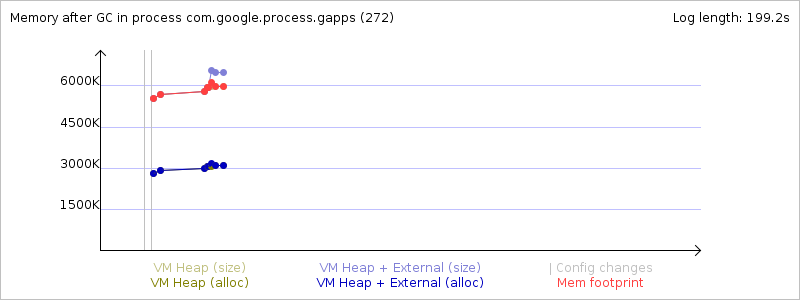 Memory after GC in process com.google.process.gapps (272)
Log length: 199.2s
6000K
4500K
3000K
1500K
VM Heap (size)
VM Heap + External (size)
| Config changes
VM Heap (alloc)
VM Heap + External (alloc)
Mem footprint